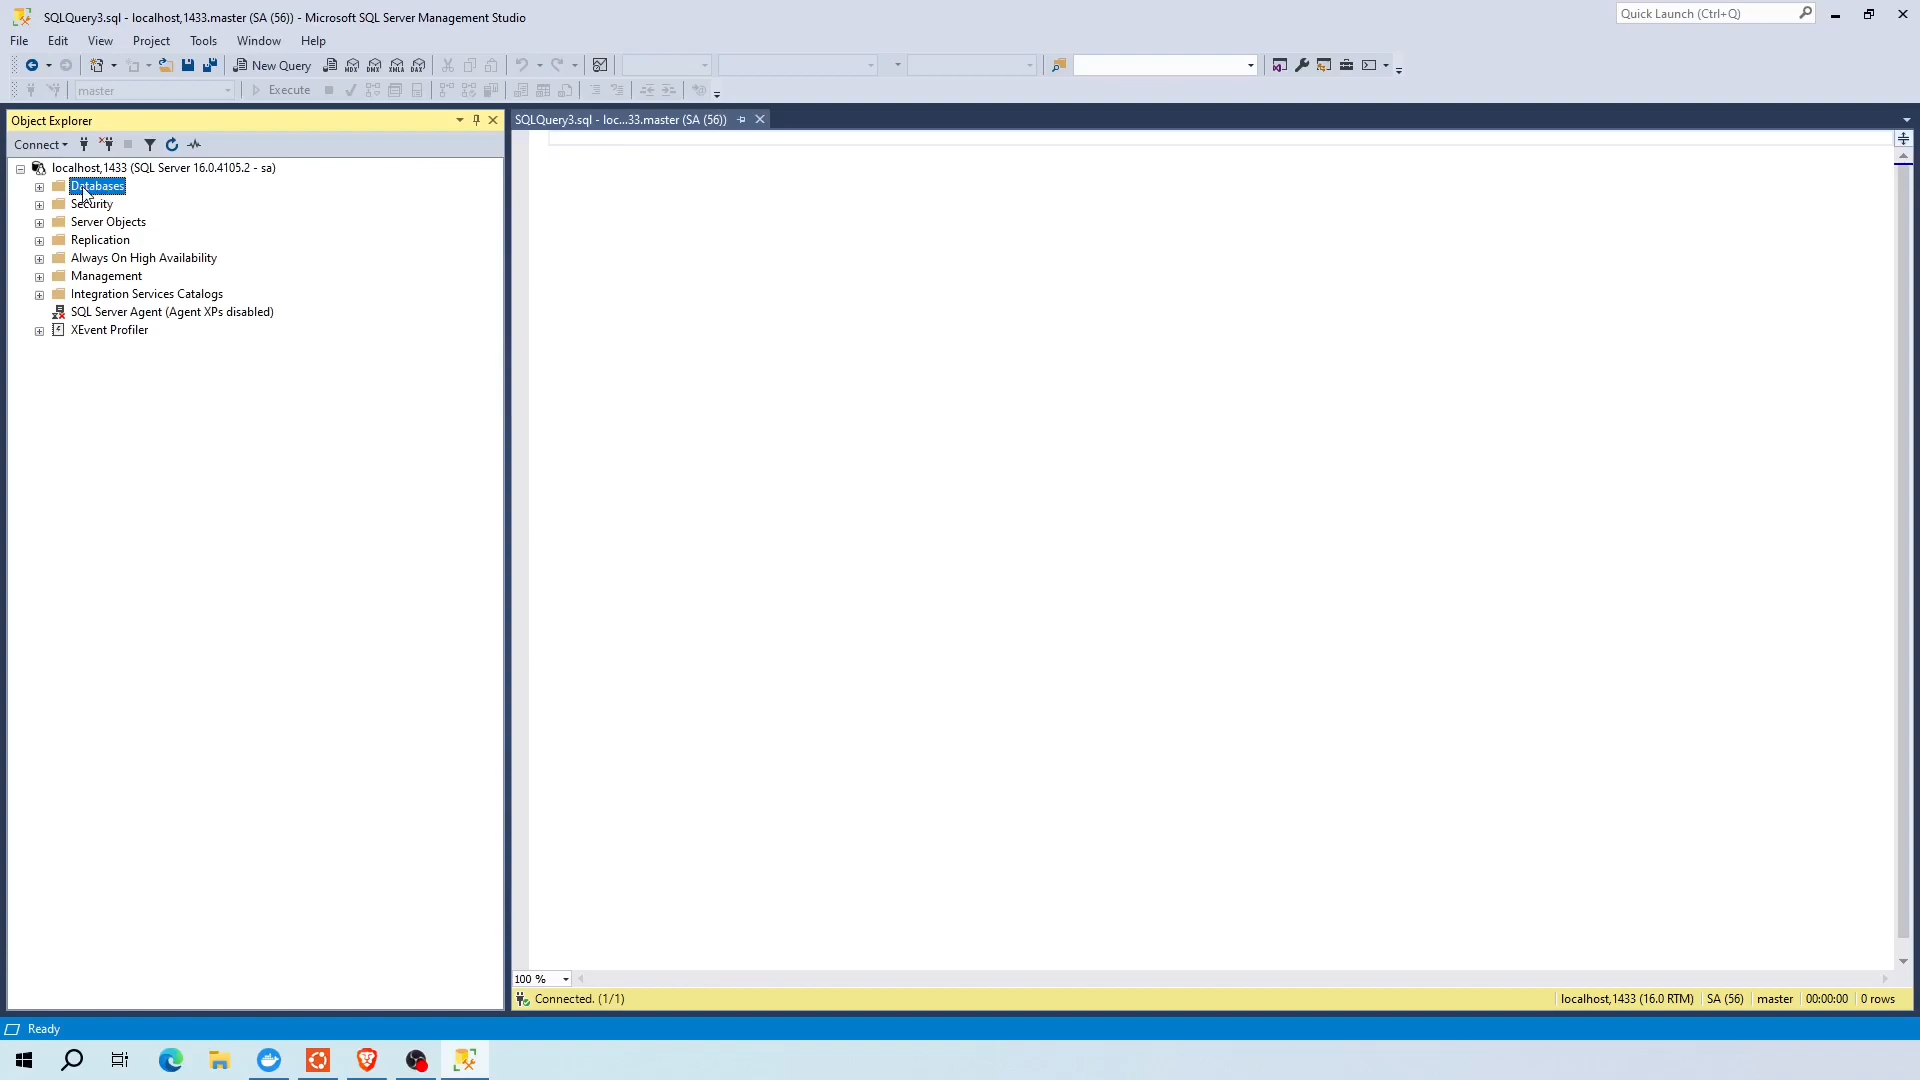 SQLQuery3.sql - localhost,1433.master (SA (56)) - Microsoft SQL Server Management Studio
Quick Launch (Ctrl+Q)
File Edit View Project Tools Window Help
New Query MDX DMX XMLA DAX
master Execute
Object Explorer
SQLQuery3.sql - loc...33.master (SA (56))
Connect
localhost,1433 (SQL Server 16.0.4105.2 - sa)
Databases
Security
Server Objects
Replication
Always On High Availability
Management
Integration Services Catalogs
SQL Server Agent (Agent XPs disabled)
XEvent Profiler
100 %
Connected. (1/1)
localhost,1433 (16.0 RTM) SA (56) master 00:00:00 0 rows
Ready